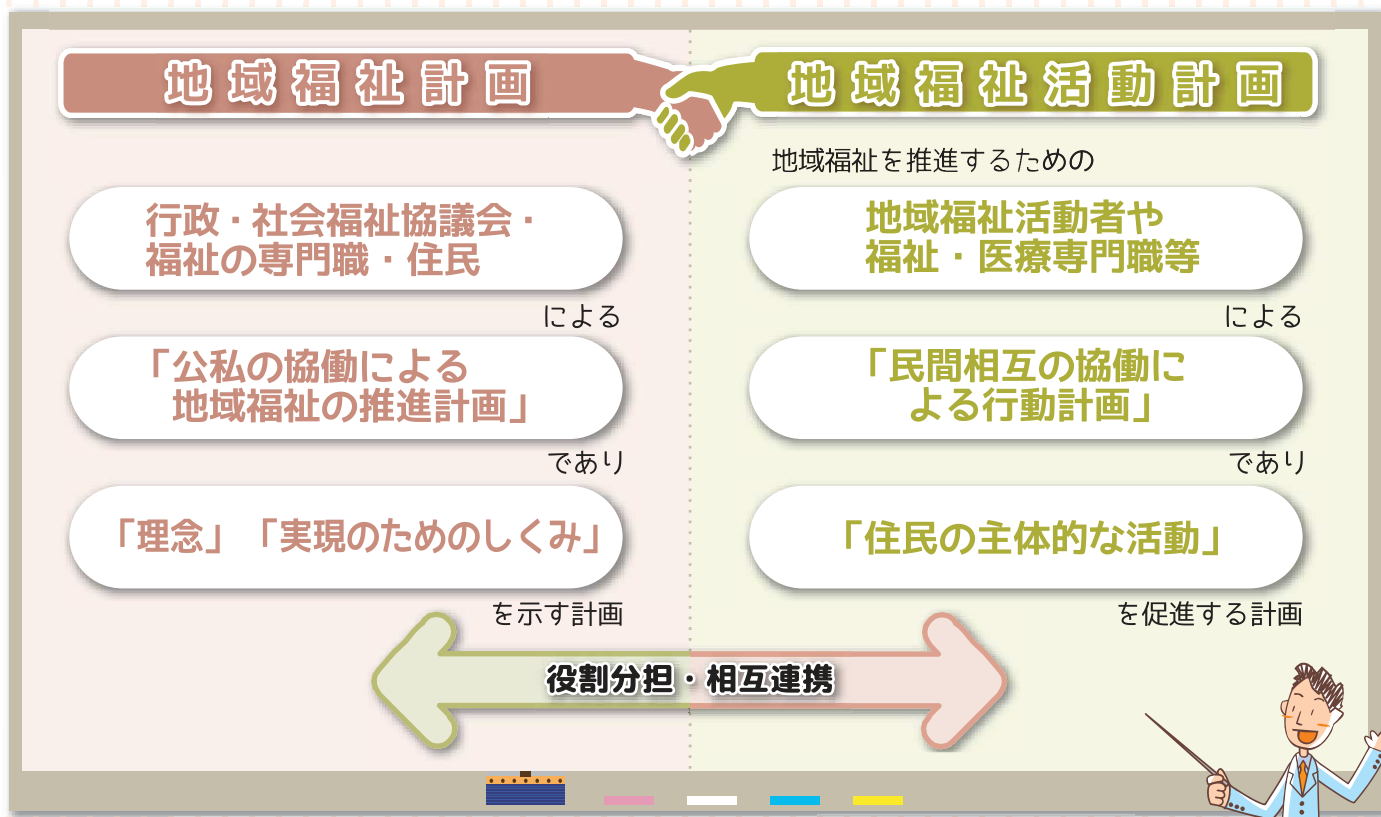 地域福祉計画
行政・社会福祉協議会・
福祉の専門職・住民
による
「公私の協働による
地域福祉の推進計画」
であり
「理念」「実現のためのしくみ」
を示す計画
地域福祉活動計画
地域福祉を推進するための
地域福祉活動者や
福祉・医療専門職等
による
「民間相互の協働に
よる行動計画」
であり
「住民の主体的な活動」
を促進する計画
役割分担・相互連携